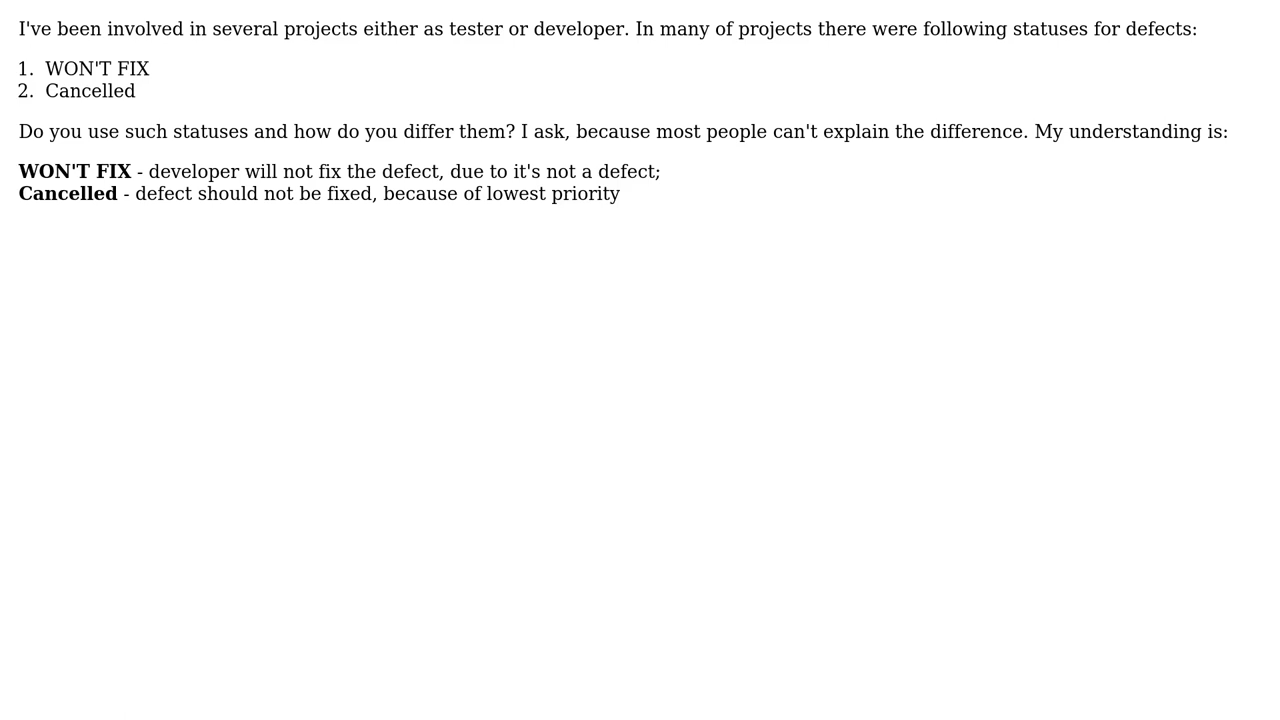 I've been involved in several projects either as tester or developer. In many of projects there were following statuses for defects:
1. WON'T FIX
2. Cancelled
Do you use such statuses and how do you differ them? I ask, because most people can't explain the difference. My understanding is:
WON'T FIX - developer will not fix the defect, due to it's not a defect;
Cancelled - defect should not be fixed, because of lowest priority